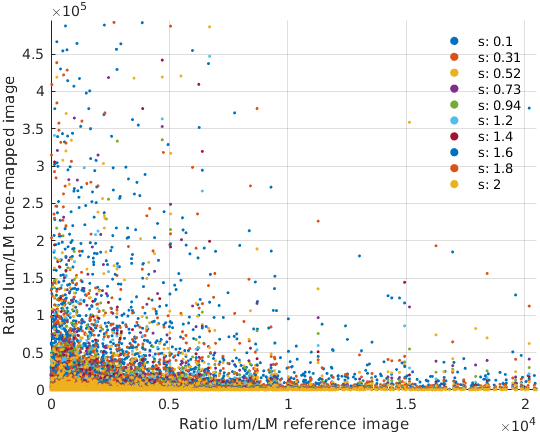 ×10^5
4.5
4
3.5
3
2.5
2
1.5
1
0.5
0
Ratio lum/LM tone-mapped image
s: 0.1
s: 0.31
s: 0.52
s: 0.73
s: 0.94
s: 1.2
s: 1.4
s: 1.6
s: 1.8
s: 2
0 0.5 1 1.5 2
Ratio lum/LM reference image
×10^4